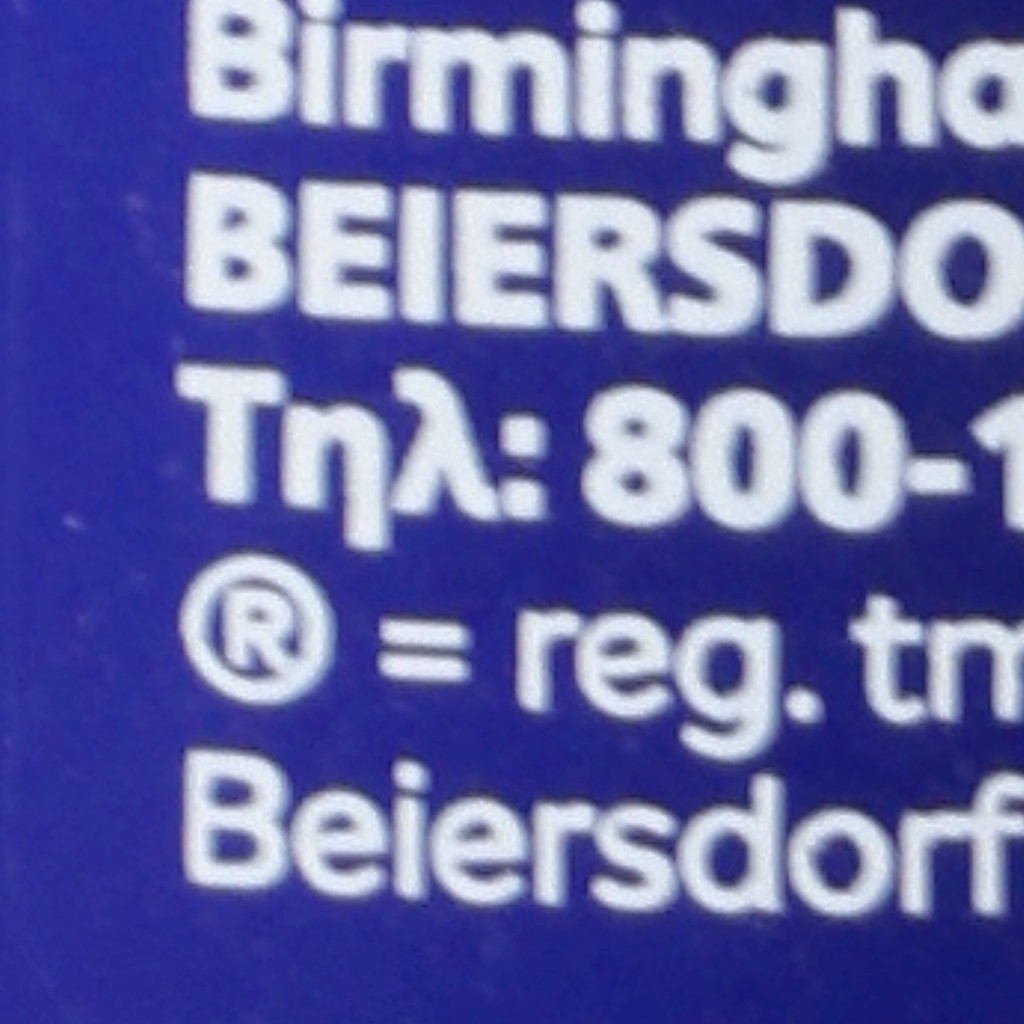 Birmingha
BEIERSDO
Τηλ: 800-1
® = reg. tm
Beiersdorf